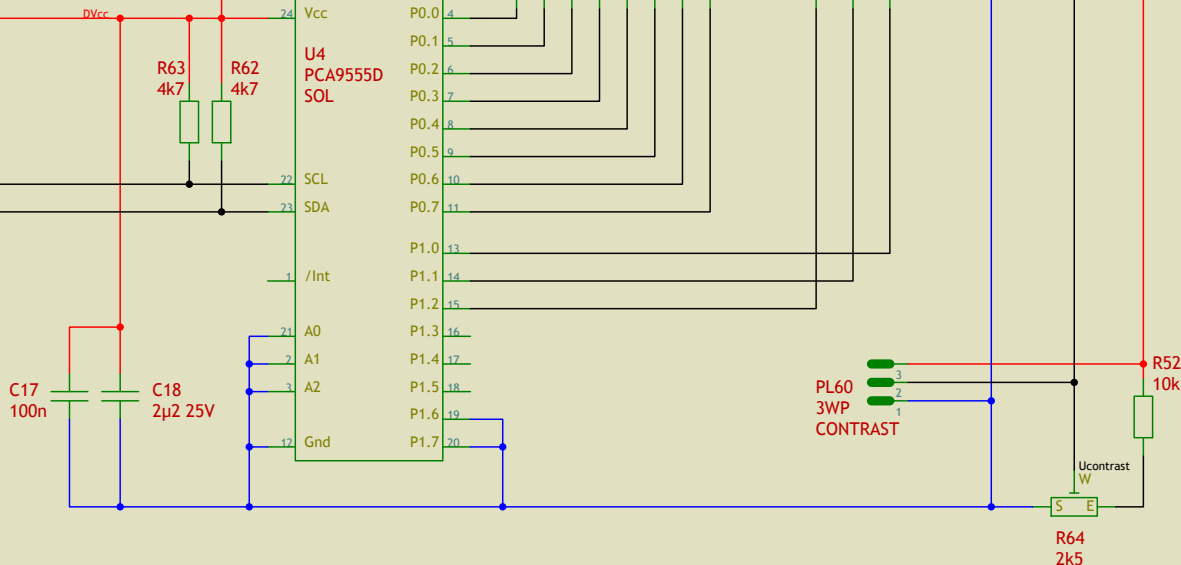 DVcc
24 Vcc
P0.0 4
U4
PCA9555D
SOL
P0.1 5
R63
4k7
R62
4k7
P0.2 6
P0.3 7
P0.4 8
P0.5 9
22 SCL
P0.6 10
23 SDA
P0.7 11
P1.0 13
1 /Int
P1.1 14
P1.2 15
21 A0
P1.3 16
2 A1
P1.4 17
3 A2
P1.5 18
P1.6 19
12 Gnd
P1.7 20
C17
100n
C18
2µ2 25V
PL60
3WP
CONTRAST
3
2
1
R52
10k
Ucontrast
W
S E
R64
2k5